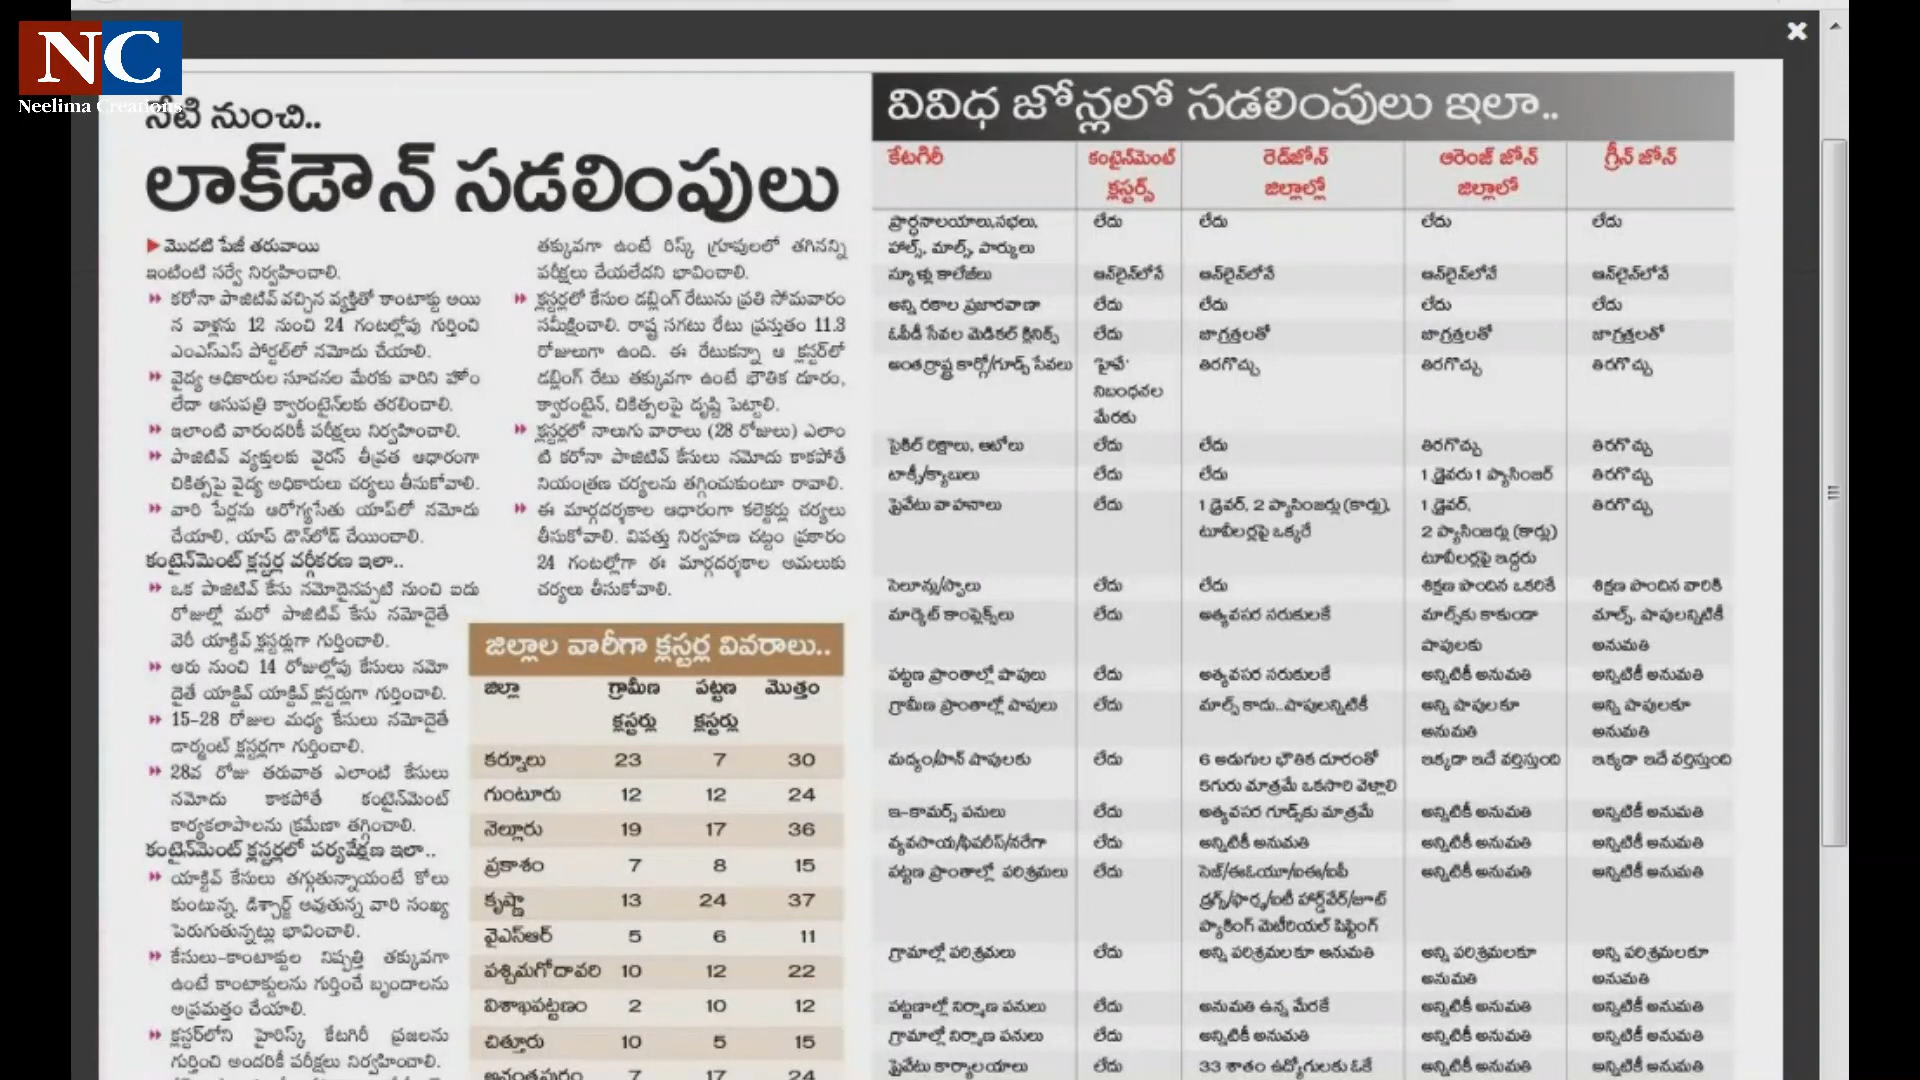 NC
Neelima Creations
నేటి నుంచి..
లాక్‌డౌన్ సడలింపులు
మొదటి పేజీ తరువాయి
ఇంటింటి సర్వే నిర్వహించాలి.
కరోనా పాజిటివ్ వచ్చిన వ్యక్తితో కాంటాక్టు అయి
న వాళ్లను 12 నుంచి 24 గంటల్లోపు గుర్తించి
ఎంఎస్ఎస్ పోర్టల్‌లో నమోదు చేయాలి.
వైద్య అధికారుల సూచనల మేరకు వారిని హోం
లేదా ఆసుపత్రి క్వారంటైన్‌లకు తరలించాలి.
ఇలాంటి వారందరికీ పరీక్షలు నిర్వహించాలి.
పాజిటివ్ వ్యక్తులకు వైరస్ తీవ్రత ఆధారంగా
చికిత్సపై వైద్య అధికారులు చర్యలు తీసుకోవాలి.
వారి పేర్లను ఆరోగ్యసేతు యాప్‌లో నమోదు
చేయాలి, యాప్ డౌన్‌లోడ్ చేయించాలి.
కంటైన్‌మెంట్ క్లస్టర్ల వర్గీకరణ ఇలా..
ఒక పాజిటివ్ కేసు నమోదైనప్పటి నుంచి ఐదు
రోజుల్లో మరో పాజిటివ్ కేసు నమోదైతే
వెరీ యాక్టివ్ క్లస్టర్లుగా గుర్తించాలి.
ఆరు నుంచి 14 రోజుల్లోపు కేసులు నమో
దైతే యాక్టివ్ యాక్టివ్ క్లస్టర్లుగా గుర్తించాలి.
15-28 రోజుల మధ్య కేసులు నమోదైతే
డార్మంట్ క్లస్టర్లగా గుర్తించాలి.
28వ రోజు తరువాత ఎలాంటి కేసులు
నమోదు కాకపోతే కంటైన్‌మెంట్
కార్యకలాపాలను క్రమేణా తగ్గించాలి.
కంటైన్‌మెంట్ క్లస్టర్లలో పర్యవేక్షణ ఇలా..
యాక్టివ్ కేసులు తగ్గుతున్నాయంటే కోలు
కుంటున్న, డిశ్చార్జ్ అవుతున్న వారి సంఖ్య
పెరుగుతున్నట్లు భావించాలి.
కేసులు-కాంటాక్టుల నిష్పత్తి తక్కువగా
ఉంటే కాంటాక్టులను గుర్తించే బృందాలను
అప్రమత్తం చేయాలి.
క్లస్టర్‌లోని హైరిస్క్ కేటగిరీ ప్రజలను
గుర్తించి అందరికీ పరీక్షలు నిర్వహించాలి.
తక్కువగా ఉంటే రిస్క్ గ్రూపులలో తగినన్ని
పరీక్షలు చేయలేదని భావించాలి.
క్లస్టర్లలో కేసుల డబ్లింగ్ రేటును ప్రతి సోమవారం
సమీక్షించాలి. రాష్ట్ర సగటు రేటు ప్రస్తుతం 11.3
రోజులుగా ఉంది. ఈ రేటుకన్నా ఆ క్లస్టర్‌లో
డబ్లింగ్ రేటు తక్కువగా ఉంటే భౌతిక దూరం,
క్వారంటైన్, చికిత్సలపై దృష్టి పెట్టాలి.
క్లస్టర్లలో నాలుగు వారాలు (28 రోజులు) ఎలాం
టి కరోనా పాజిటివ్ కేసులు నమోదు కాకపోతే
నియంత్రణ చర్యలను తగ్గించుకుంటూ రావాలి.
ఈ మార్గదర్శకాల ఆధారంగా కలెక్టర్లు చర్యలు
తీసుకోవాలి. విపత్తు నిర్వహణ చట్టం ప్రకారం
24 గంటల్లోగా ఈ మార్గదర్శకాల అమలుకు
చర్యలు తీసుకోవాలి.
జిల్లాల వారీగా క్లస్టర్ల వివరాలు..
జిల్లా గ్రామీణ క్లస్టర్లు పట్టణ క్లస్టర్లు మొత్తం
కర్నూలు 23 7 30
గుంటూరు 12 12 24
నెల్లూరు 19 17 36
ప్రకాశం 7 8 15
కృష్ణా 13 24 37
వైఎస్ఆర్ 5 6 11
పశ్చిమగోదావరి 10 12 22
విశాఖపట్టణం 2 10 12
చిత్తూరు 10 5 15
అనంతపురం 7 17 24
వివిధ జోన్లలో సడలింపులు ఇలా..
కేటగిరీ కంటైన్‌మెంట్ క్లస్టర్స్ రెడ్‌జోన్ జిల్లాల్లో ఆరెంజ్ జోన్ జిల్లాలో గ్రీన్ జోన్
ప్రార్థనాలయాలు,సభలు, లేదు లేదు లేదు లేదు
హాల్స్, మాల్స్, పార్కులు
స్కూళ్లు కాలేజీలు ఆన్‌లైన్‌లోనే ఆన్‌లైన్‌లోనే ఆన్‌లైన్‌లోనే ఆన్‌లైన్‌లోనే
అన్ని రకాల ప్రజారవాణా లేదు లేదు లేదు లేదు
ఓపీడీ సేవల మెడికల్ క్లినిక్స్ లేదు జాగ్రత్తలతో జాగ్రత్తలతో జాగ్రత్తలతో
అంతర్రాష్ట్ర కార్గో/గూడ్స్ సేవలు 'హైవే' తిరగొచ్చు తిరగొచ్చు తిరగొచ్చు
నిబంధనల
మేరకు
సైకిల్ రిక్షాలు, ఆటోలు లేదు లేదు తిరగొచ్చు తిరగొచ్చు
టాక్సీ/క్యాబులు లేదు లేదు 1 డ్రైవరు 1 ప్యాసింజర్ తిరగొచ్చు
ప్రైవేటు వాహనాలు లేదు 1 డ్రైవర్, 2 ప్యాసింజర్లు (కార్లు), 1 డ్రైవర్, తిరగొచ్చు
టూవీలర్లపై ఒక్కరే 2 ప్యాసింజర్లు (కార్లు)
టూవీలర్లపై ఇద్దరు
సెలూన్లు/స్పాలు లేదు లేదు శిక్షణ పొందిన ఒకరికే శిక్షణ పొందిన వారికి
మార్కెట్ కాంప్లెక్స్‌లు లేదు అత్యవసర సరుకులకే మాల్స్‌కు కాకుండా మాల్స్, షాపులన్నిటికీ
షాపులకు అనుమతి
పట్టణ ప్రాంతాల్లో షాపులు లేదు అత్యవసర సరుకులకే అన్నిటికీ అనుమతి అన్నిటికీ అనుమతి
గ్రామీణ ప్రాంతాల్లో షాపులు లేదు మాల్స్ కాదు..షాపులన్నిటికీ అన్ని షాపులకూ అన్ని షాపులకూ
అనుమతి అనుమతి
మద్యం/పాన్ షాపులకు లేదు 6 అడుగుల భౌతిక దూరంతో ఇక్కడా ఇదే వర్తిస్తుంది ఇక్కడా ఇదే వర్తిస్తుంది
5గురు మాత్రమే ఒకసారి వెళ్లాలి
ఇ-కామర్స్ పనులు లేదు అత్యవసర గూడ్స్‌కు మాత్రమే అన్నిటికీ అనుమతి అన్నిటికీ అనుమతి
వ్యవసాయ/ఫిషరీస్/నరేగా లేదు అన్నిటికీ అనుమతి అన్నిటికీ అనుమతి అన్నిటికీ అనుమతి
పట్టణ ప్రాంతాల్లో పరిశ్రమలు లేదు సెజ్/ఈఓయూ/ఐఈ/ఐపీ అన్నిటికీ అనుమతి అన్నిటికీ అనుమతి
డ్రగ్స్/ఫార్మ/ఐటీ హార్డ్‌వేర్/జూట్
ప్యాకింగ్ మెటీరియల్ షిఫ్టింగ్
గ్రామాల్లో పరిశ్రమలు లేదు అన్ని పరిశ్రమలకూ అనుమతి అన్ని పరిశ్రమలకూ అన్ని పరిశ్రమలకూ
అనుమతి అనుమతి
పట్టణాల్లో నిర్మాణ పనులు లేదు అనుమతి ఉన్న మేరకే అన్నిటికీ అనుమతి అన్నిటికీ అనుమతి
గ్రామాల్లో నిర్మాణ పనులు లేదు అన్నిటికీ అనుమతి అన్నిటికీ అనుమతి అన్నిటికీ అనుమతి
ప్రైవేటు కార్యాలయాలు లేదు 33 శాతం ఉద్యోగులకు ఓకే అన్నిటికీ అనుమతి అన్నిటికీ అనుమతి